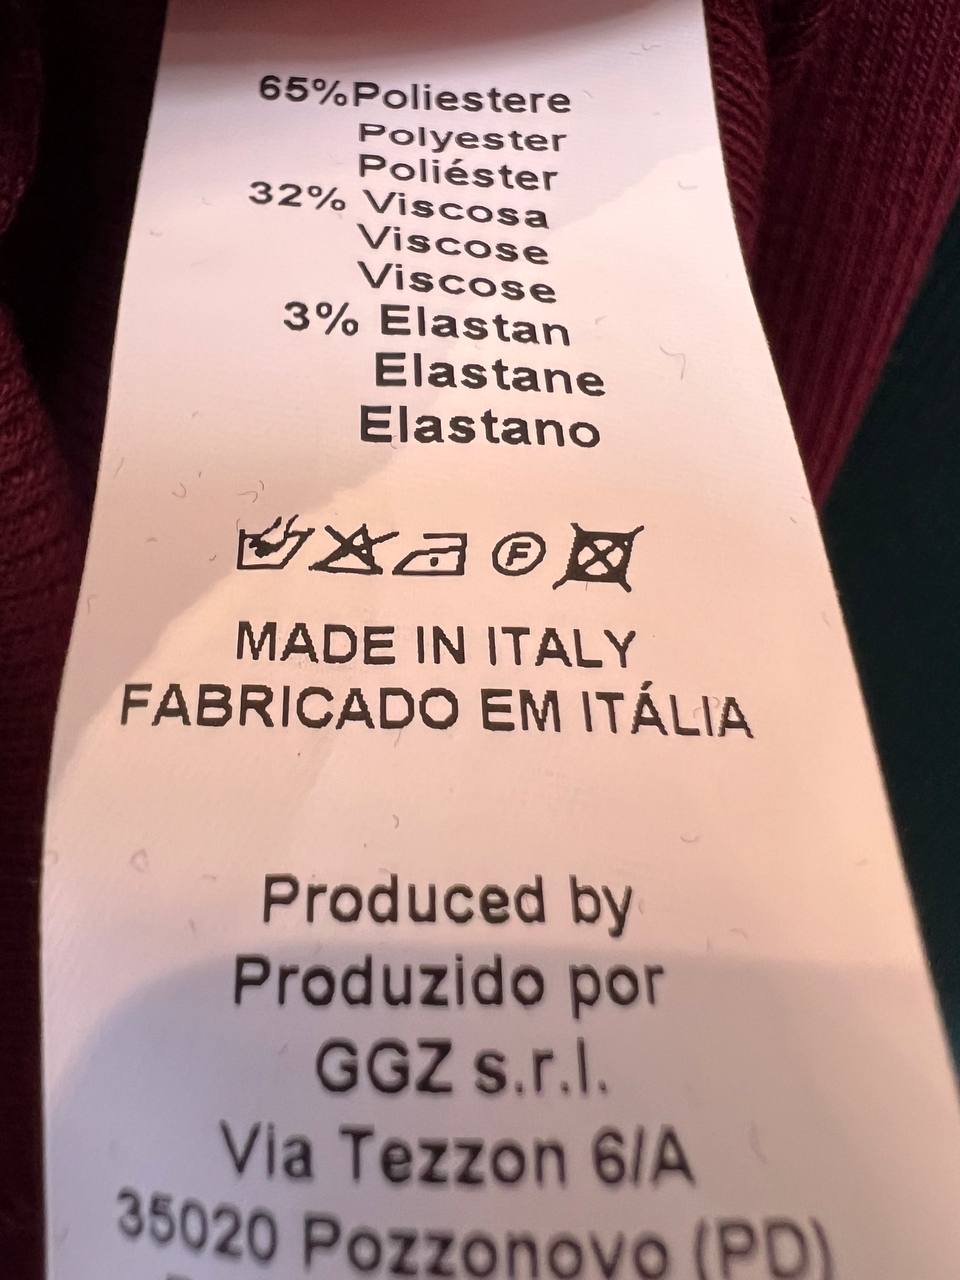 65%Poliestere
Polyester
Poliéster
32% Viscosa
Viscose
Viscose
3% Elastan
Elastane
Elastano
F
MADE IN ITALY
FABRICADO EM ITÁLIA
Produced by
Produzido por
GGZ s.r.l.
Via Tezzon 6/A
35020 Pozzonovo (PD)